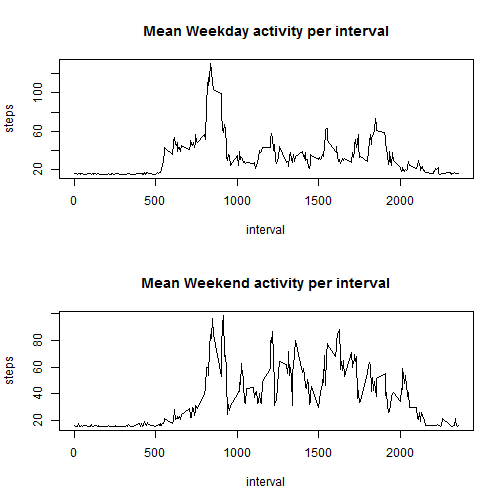 Mean Weekday activity per interval
steps
100
60
20
0 500 1000 1500 2000
interval
Mean Weekend activity per interval
steps
80
60
40
20
0 500 1000 1500 2000
interval